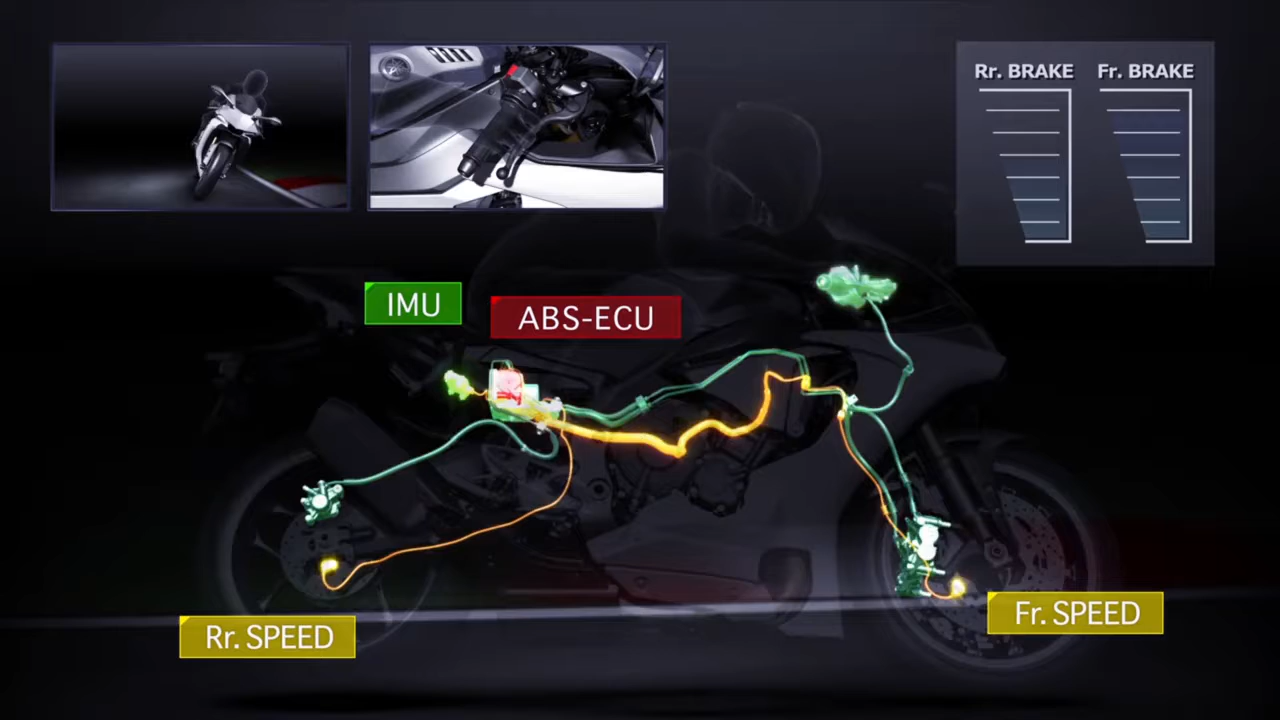 Rr. BRAKE Fr. BRAKE
IMU
ABS-ECU
Fr. SPEED
Rr. SPEED